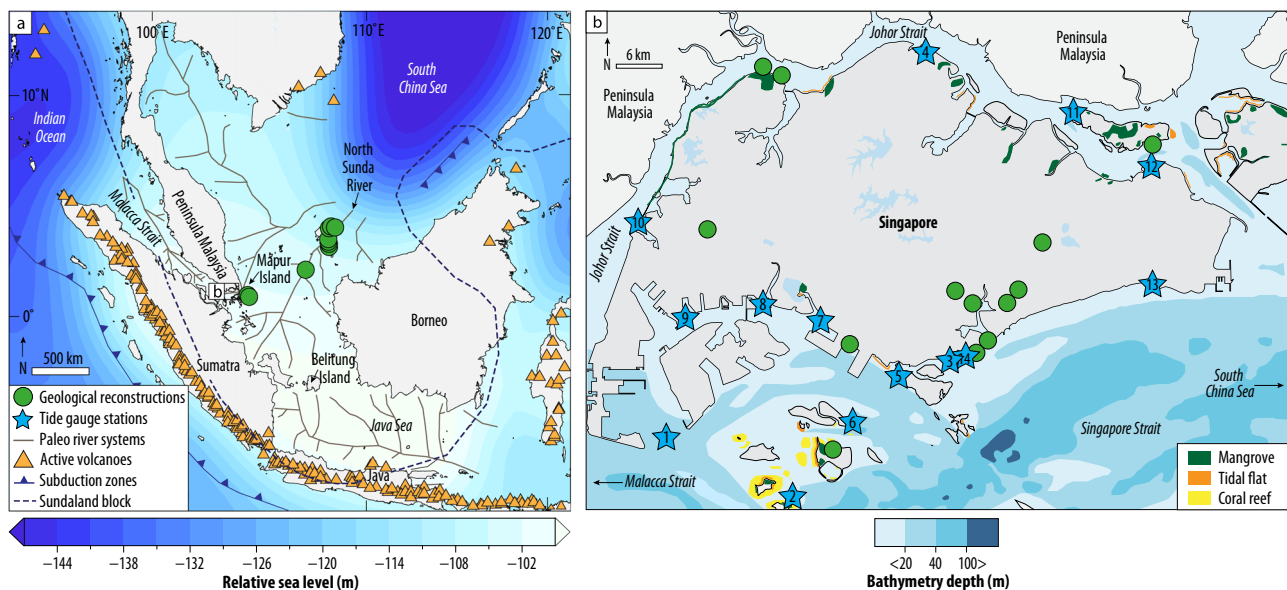 a
100°E
110°E
120°E
10°N
0°
Indian
Ocean
South
China Sea
North
Sunda
River
Malacca Strait
Peninsula Malaysia
Mapur
Island
b
N
500 km
Sumatra
Borneo
Belitung
Island
Java Sea
Java
Geological reconstructions
Tide gauge stations
Paleo river systems
Active volcanoes
Subduction zones
Sundaland block
−144
−138
−132
−126
−120
−114
−108
−102
Relative sea level (m)
b
N
6 km
Johor Strait
Peninsula
Malaysia
Peninsula
Malaysia
4
11
12
10
Singapore
Johor Strait
13
8
9
7
3
14
5
6
1
2
South
China Sea
Singapore Strait
Malacca Strait
Mangrove
Tidal flat
Coral reef
<20
40
100>
Bathymetry depth (m)